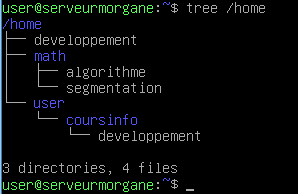 user@serveurmorgane:~$ tree /home
/home
├── developpement
├── math
│   ├── algorithme
│   └── segmentation
└── user
    └── coursinfo
        └── developpement

3 directories, 4 files
user@serveurmorgane:~$ _